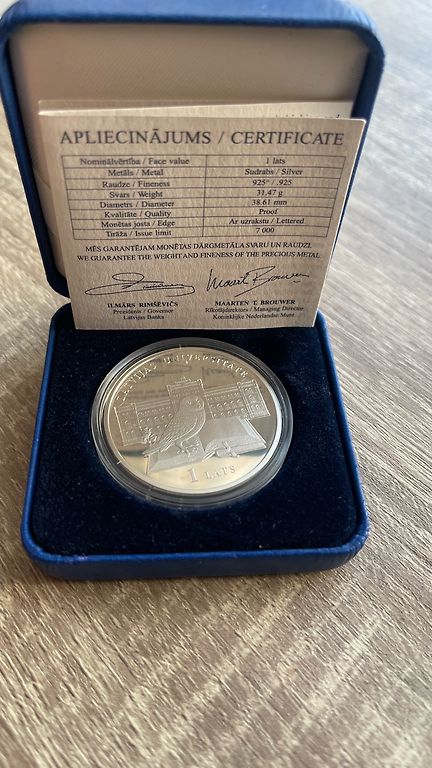 APLIECINĀJUMS / CERTIFICATE
Nominālvērtība / Face value 1 lats
Metāls / Metal Sudrabs / Silver
Raudze / Fineness 925° / .925
Svars / Weight 31.47 g
Diametrs / Diameter 38.61 mm
Kvalitāte / Quality Proof
Monētas josta / Edge Ar uzrakstu / Lettered
Tirāža / Issue limit 7 000
MĒS GARANTĒJAM MONĒTAS DĀRGMETĀLA SVARU UN RAUDZI.
WE GUARANTEE THE WEIGHT AND FINENESS OF THE PRECIOUS METAL
Maarten Brouwer
ILMĀRS RIMŠĒVIČS MAARTEN T. BROUWER
Prezidents / Governor Rīkotājdirektors / Managing Director
Latvijas Banka Koninklijke Nederlandse Munt
LATVIJAS UNIVERSITĀTE
1 LATS